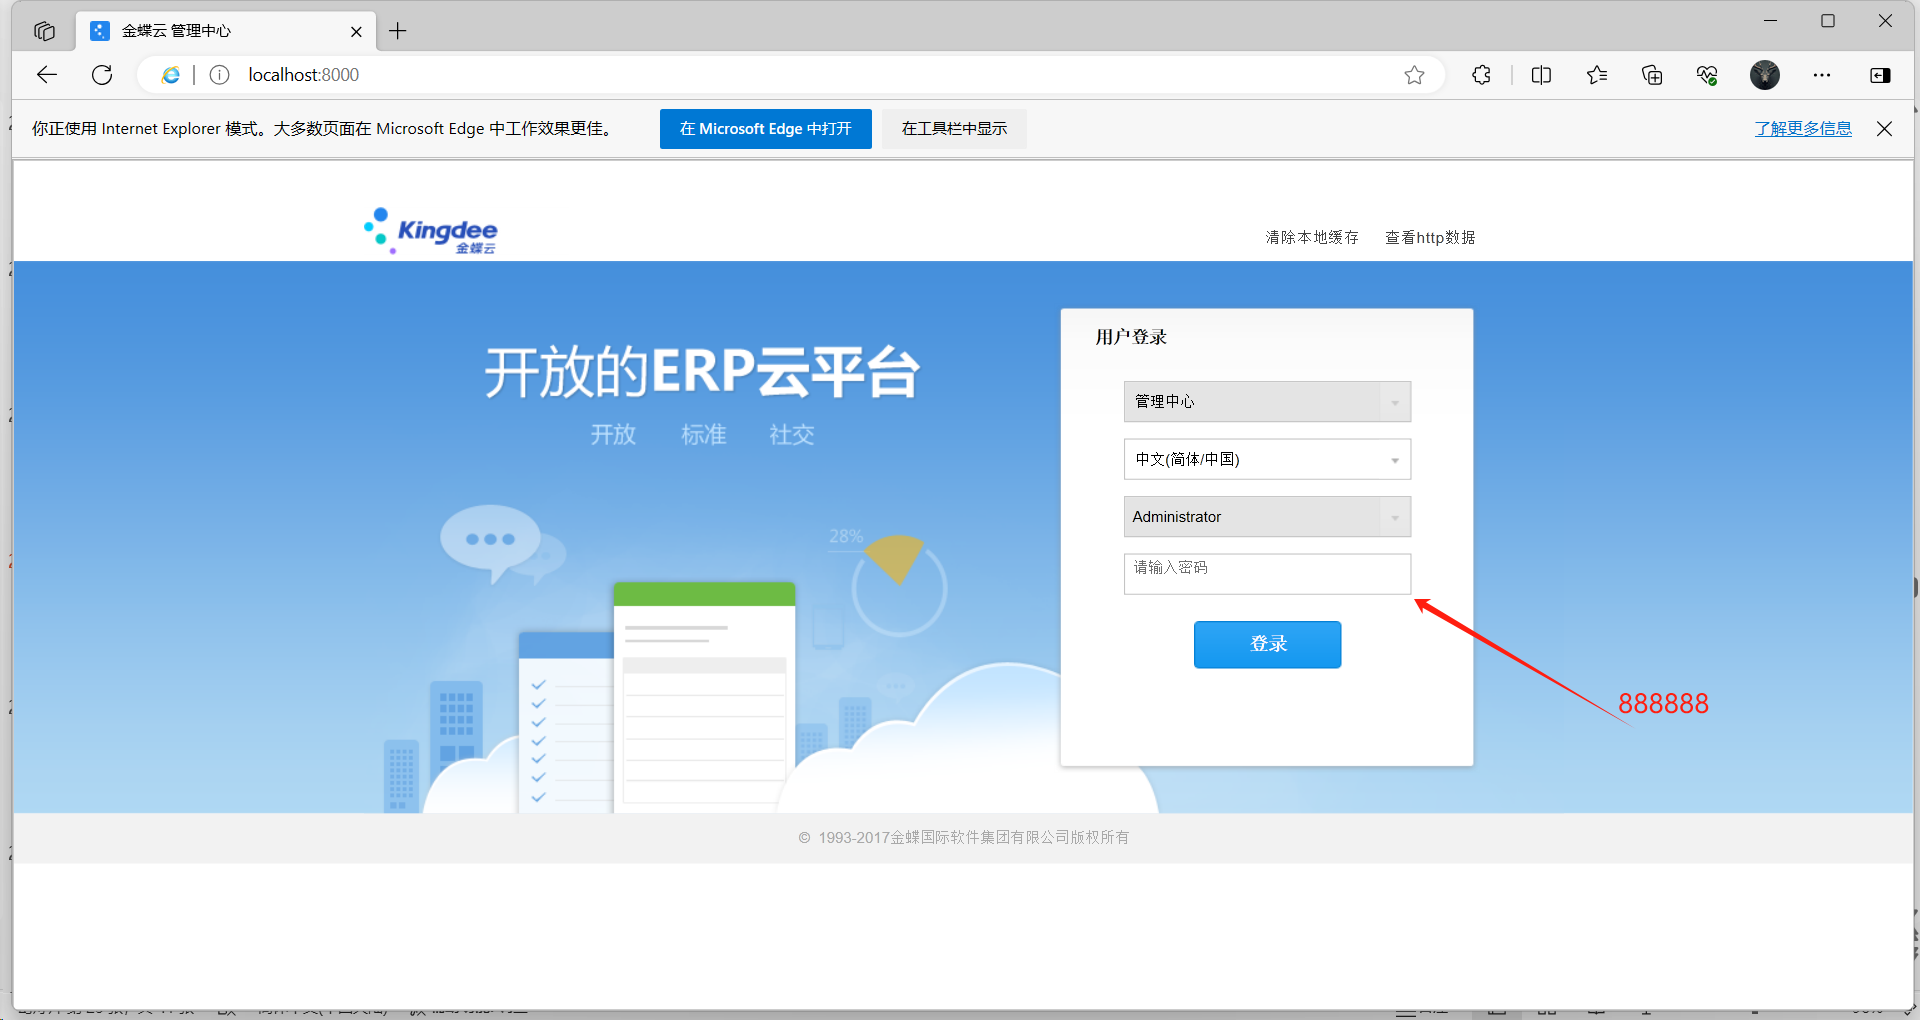 金蝶云 管理中心
localhost:8000
你正使用 Internet Explorer 模式。大多数页面在 Microsoft Edge 中工作效果更佳。
在 Microsoft Edge 中打开
在工具栏中显示
了解更多信息
Kingdee
金蝶云
清除本地缓存
查看http数据
用户登录
开放的ERP云平台
管理中心
开放 标准 社交
中文(简体/中国)
Administrator
28%
请输入密码
登录
888888
© 1993-2017金蝶国际软件集团有限公司版权所有